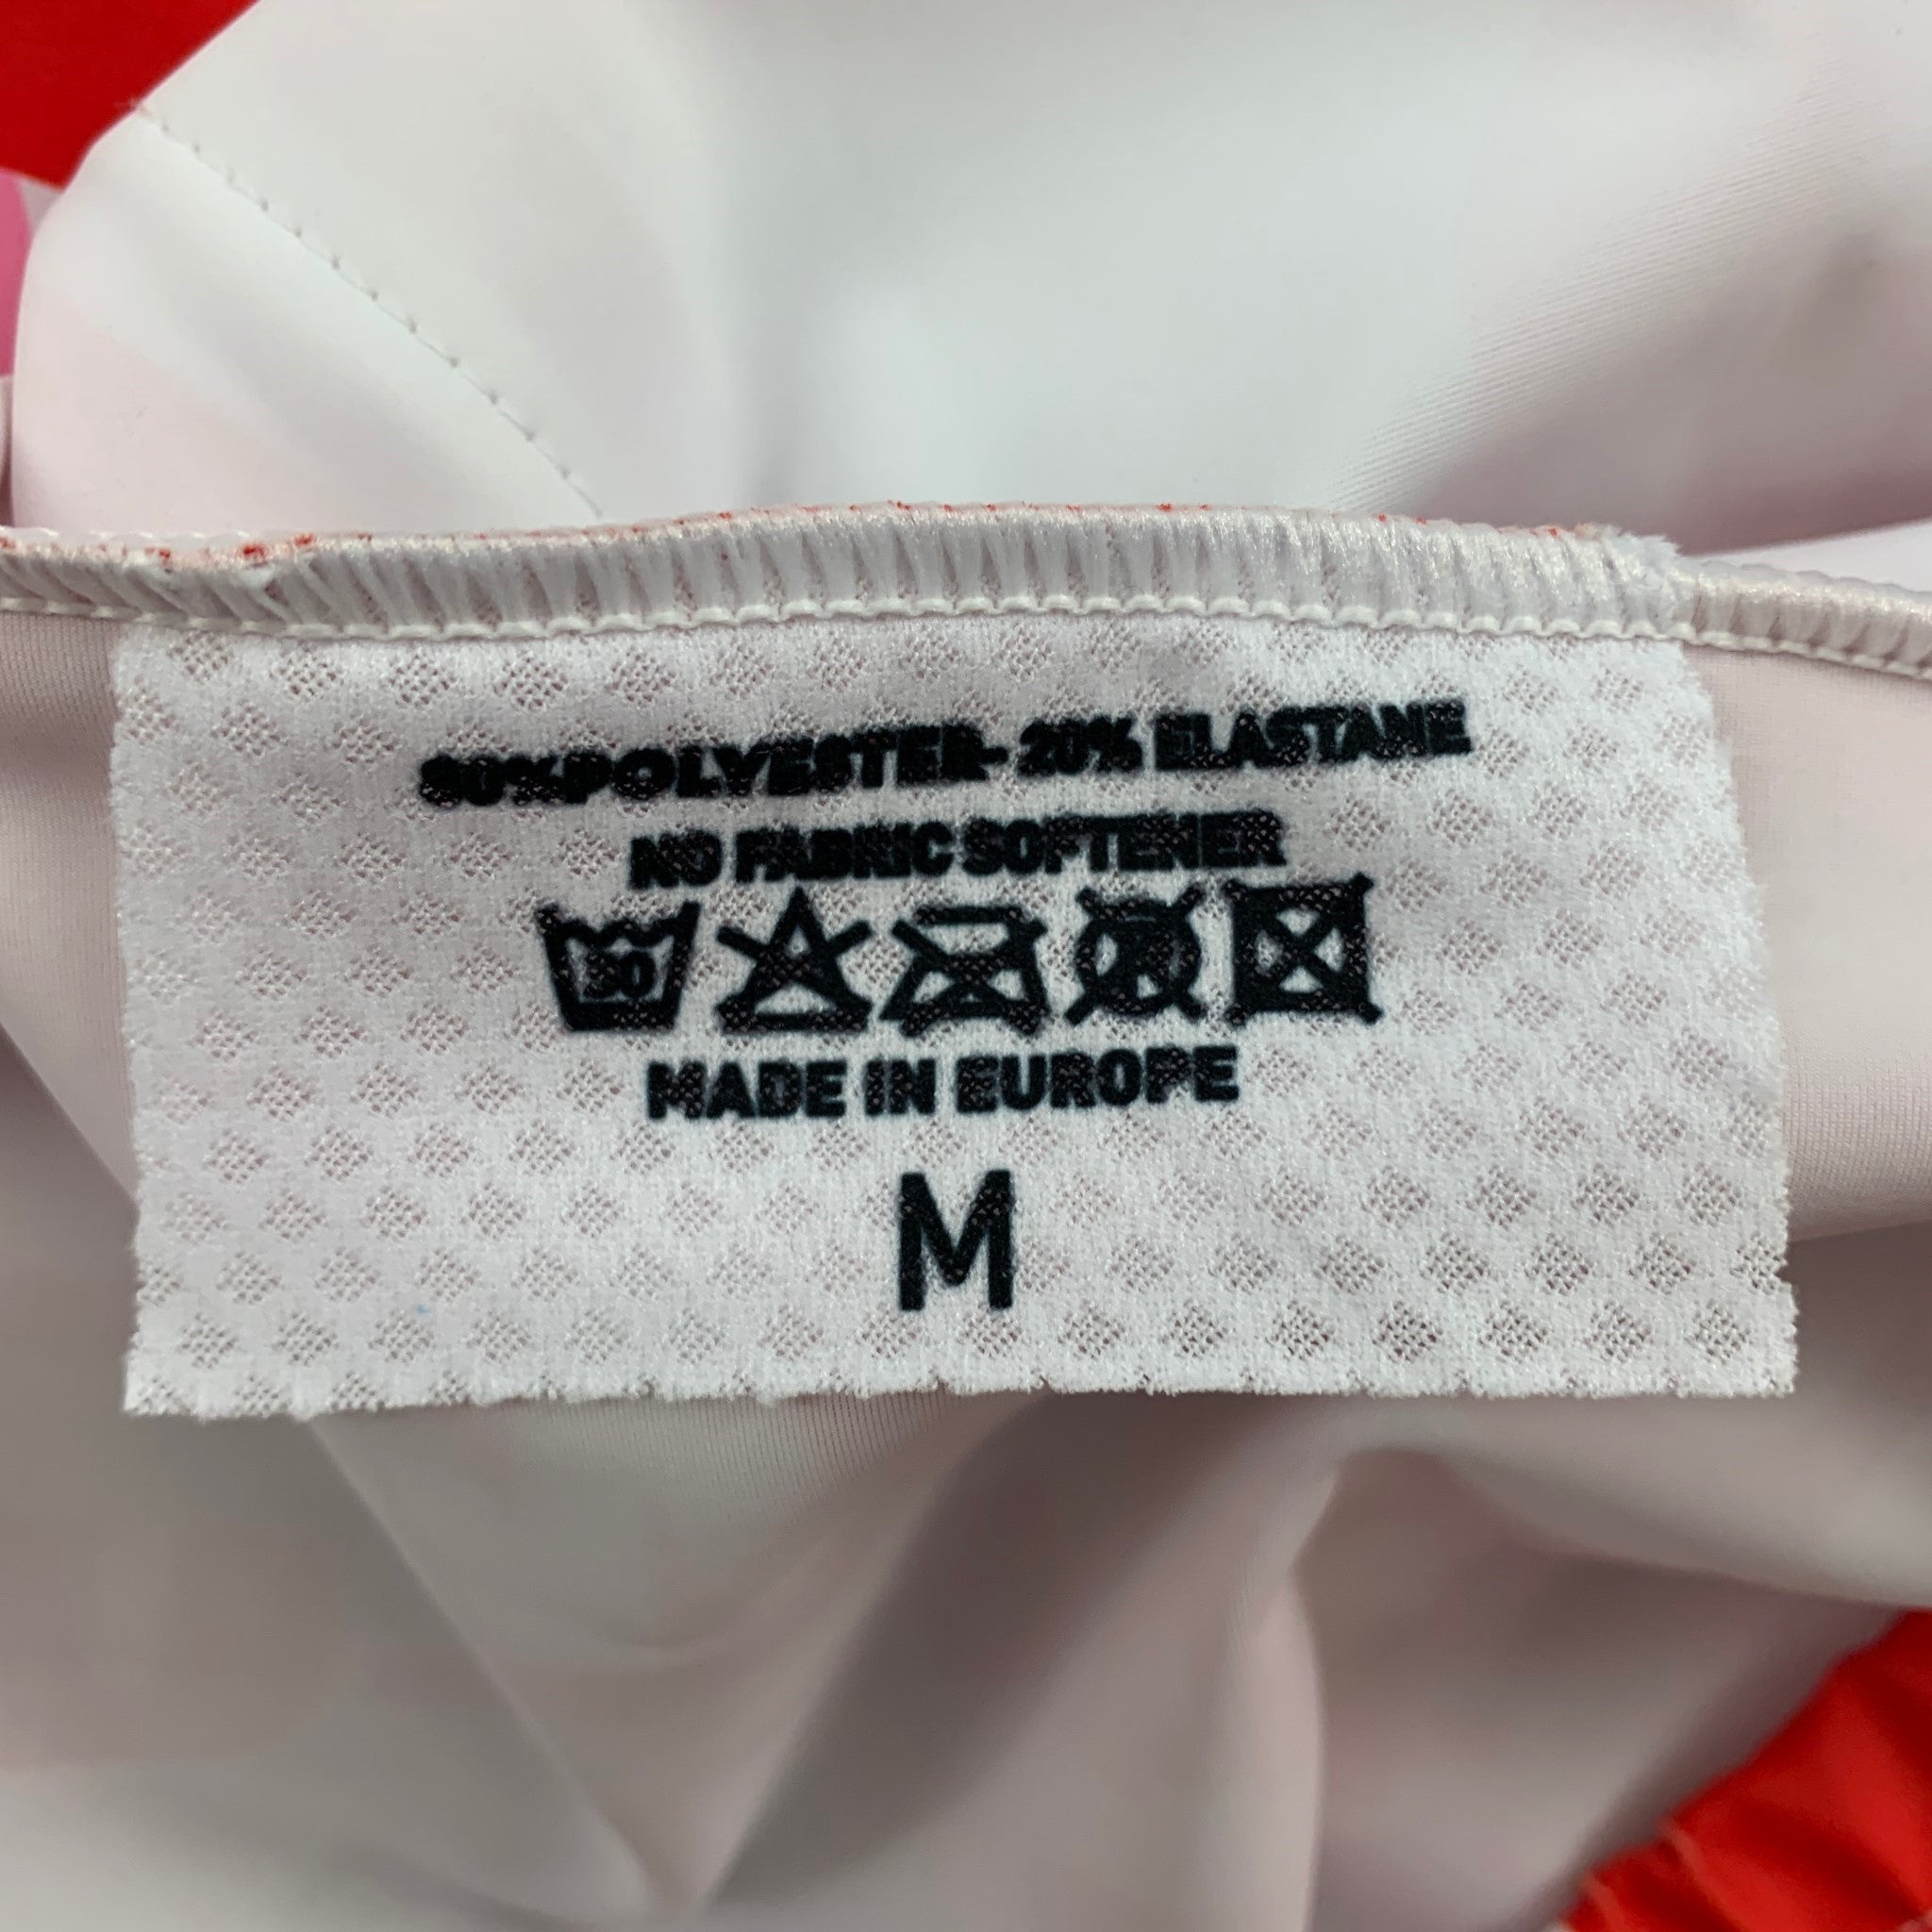 80%POLYESTER- 20% ELASTANE
NO FABRIC SOFTENER
30
MADE IN EUROPE
M